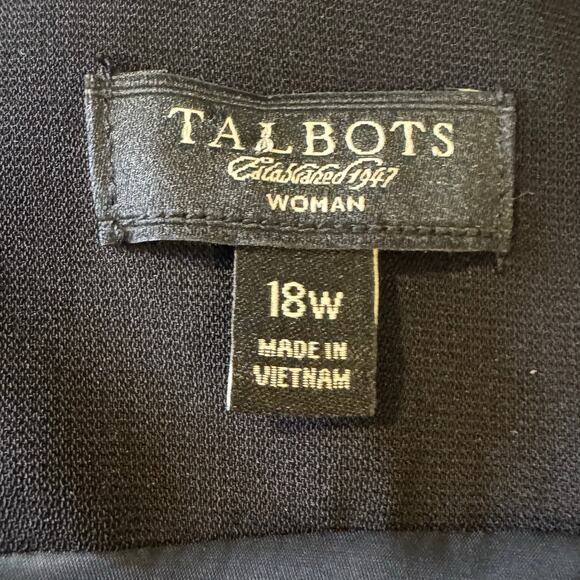 TALBOTS
Established 1947
WOMAN
18W
MADE IN
VIETNAM